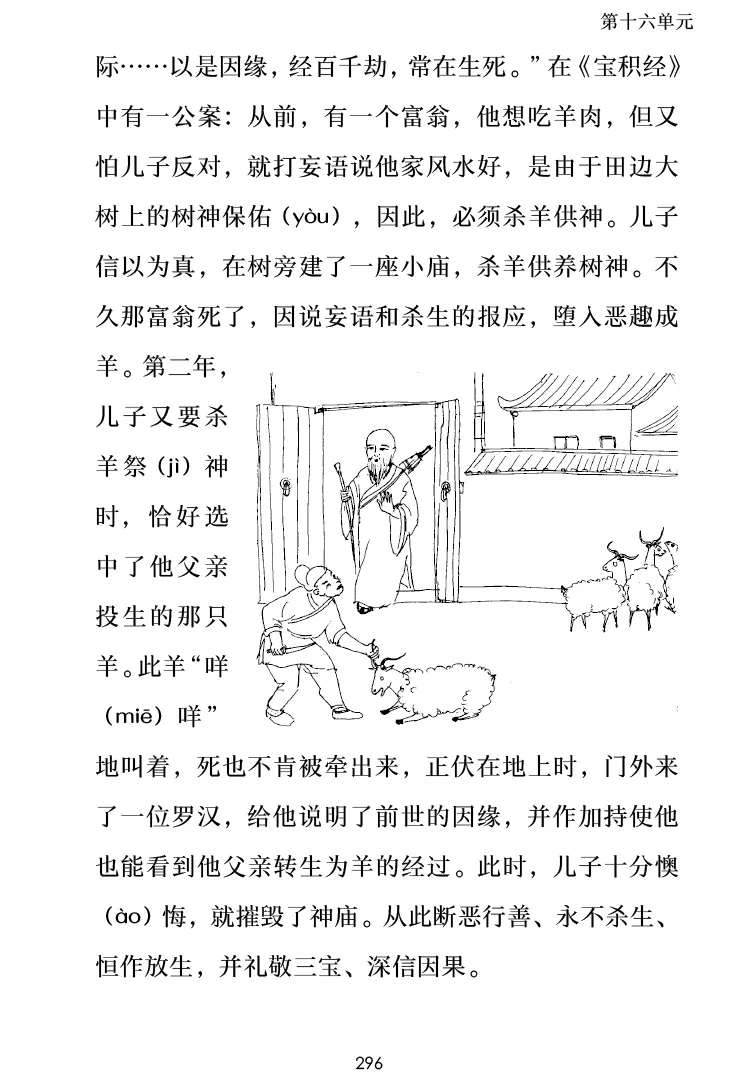 第十六单元
际……以是因缘，经百千劫，常在生死。”在《宝积经》
中有一公案：从前，有一个富翁，他想吃羊肉，但又
怕儿子反对，就打妄语说他家风水好，是由于田边大
树上的树神保佑（yòu），因此，必须杀羊供神。儿子
信以为真，在树旁建了一座小庙，杀羊供养树神。不
久那富翁死了，因说妄语和杀生的报应，堕入恶趣成
羊。第二年，
儿子又要杀
羊祭（jì）神
时，恰好选
中了他父亲
投生的那只
羊。此羊“咩
（miē）咩”
地叫着，死也不肯被牵出来，正伏在地上时，门外来
了一位罗汉，给他说明了前世的因缘，并作加持使他
也能看到他父亲转生为羊的经过。此时，儿子十分懊
（ào）悔，就摧毁了神庙。从此断恶行善、永不杀生、
恒作放生，并礼敬三宝、深信因果。
296